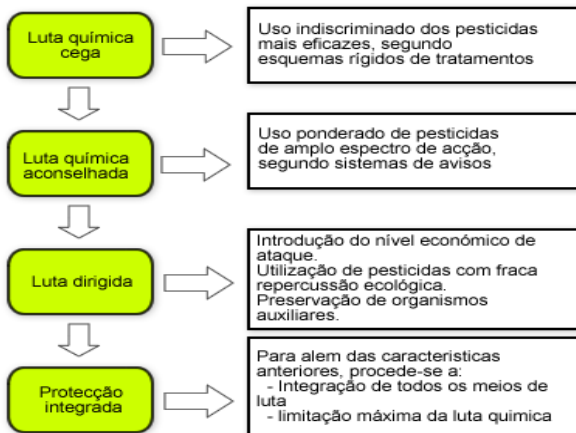 Luta química
cega
Uso indiscriminado dos pesticidas
mais eficazes, segundo
esquemas rígidos de tratamentos
Luta química
aconselhada
Uso ponderado de pesticidas
de amplo espectro de acção,
segundo sistemas de avisos
Luta dirigida
Introdução do nível económico de
ataque.
Utilização de pesticidas com fraca
repercussão ecológica.
Preservação de organismos
auxiliares.
Protecção
integrada
Para alem das caracteristicas
anteriores, procede-se a:
- Integração de todos os meios de
luta
- limitação máxima da luta quimica